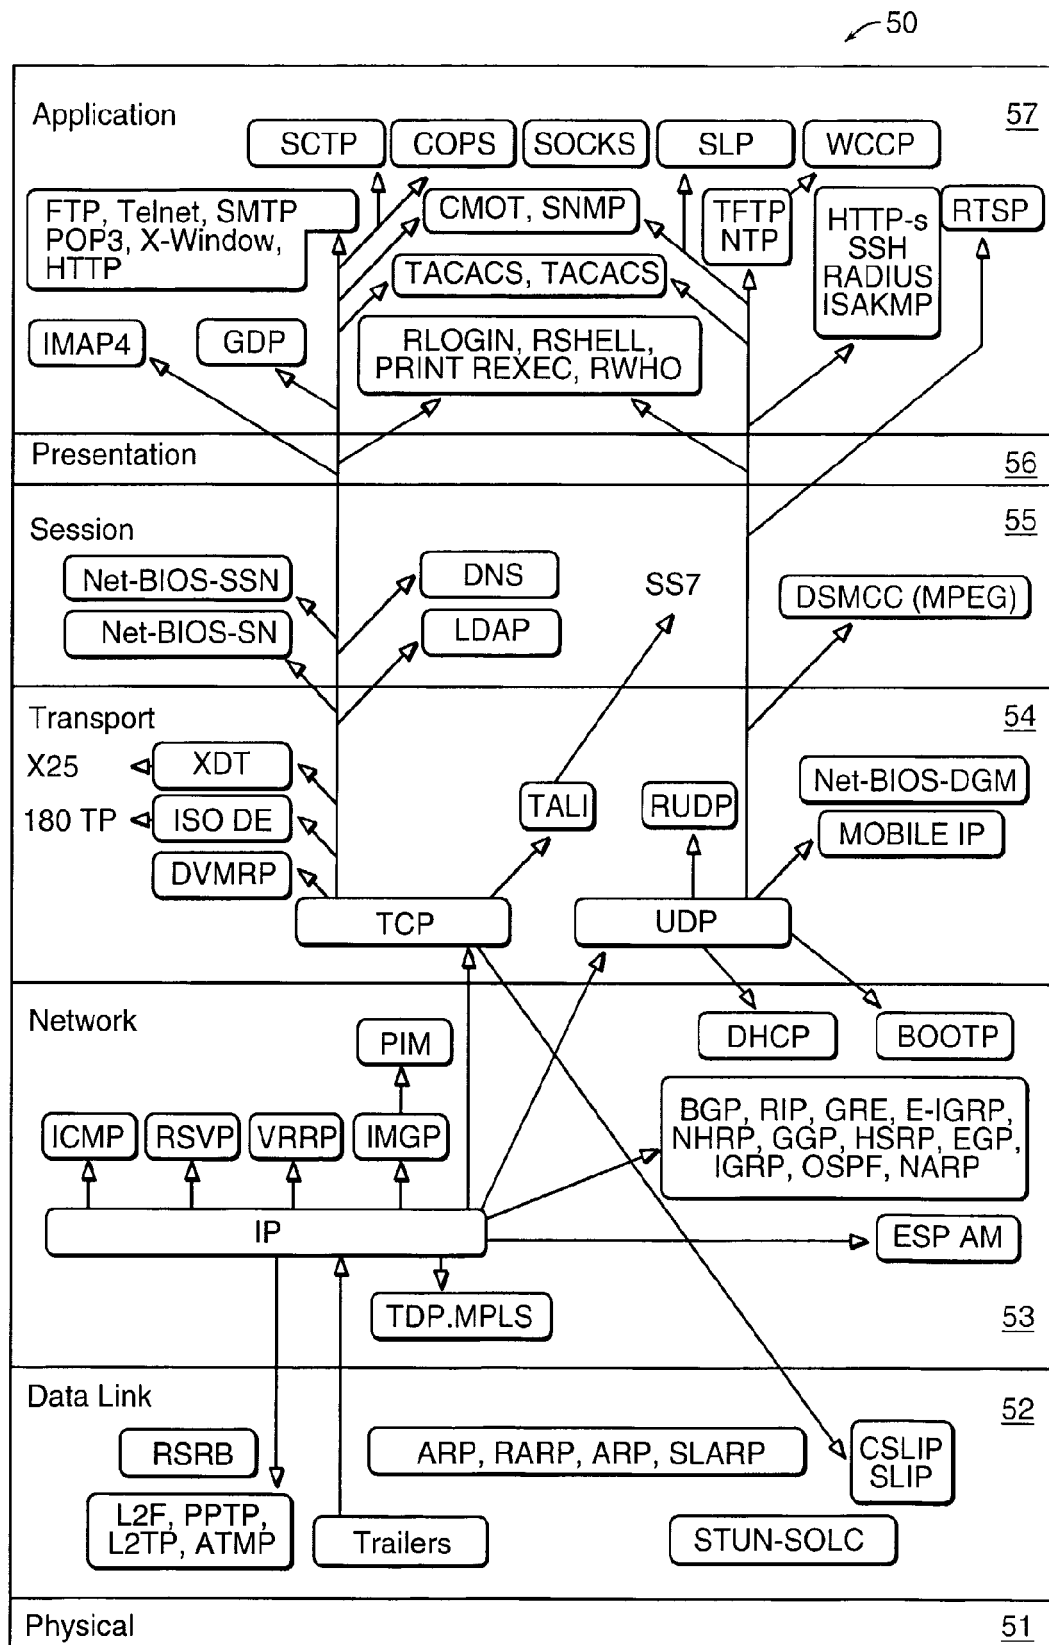 50
Application
57
SCTP
COPS
SOCKS
SLP
WCCP
FTP, Telnet, SMTP
POP3, X-Window,
HTTP
CMOT, SNMP
TFTP
NTP
HTTP-s
SSH
RADIUS
ISAKMP
RTSP
TACACS, TACACS
IMAP4
GDP
RLOGIN, RSHELL,
PRINT REXEC, RWHO
Presentation
56
Session
55
Net-BIOS-SSN
DNS
SS7
DSMCC (MPEG)
Net-BIOS-SN
LDAP
Transport
54
X25
XDT
Net-BIOS-DGM
180 TP
ISO DE
TALI
RUDP
MOBILE IP
DVMRP
TCP
UDP
Network
PIM
DHCP
BOOTP
ICMP
RSVP
VRRP
IMGP
BGP, RIP, GRE, E-IGRP,
NHRP, GGP, HSRP, EGP,
IGRP, OSPF, NARP
IP
ESP AM
TDP.MPLS
53
Data Link
52
RSRB
ARP, RARP, ARP, SLARP
CSLIP
SLIP
L2F, PPTP,
L2TP, ATMP
Trailers
STUN-SOLC
Physical
51